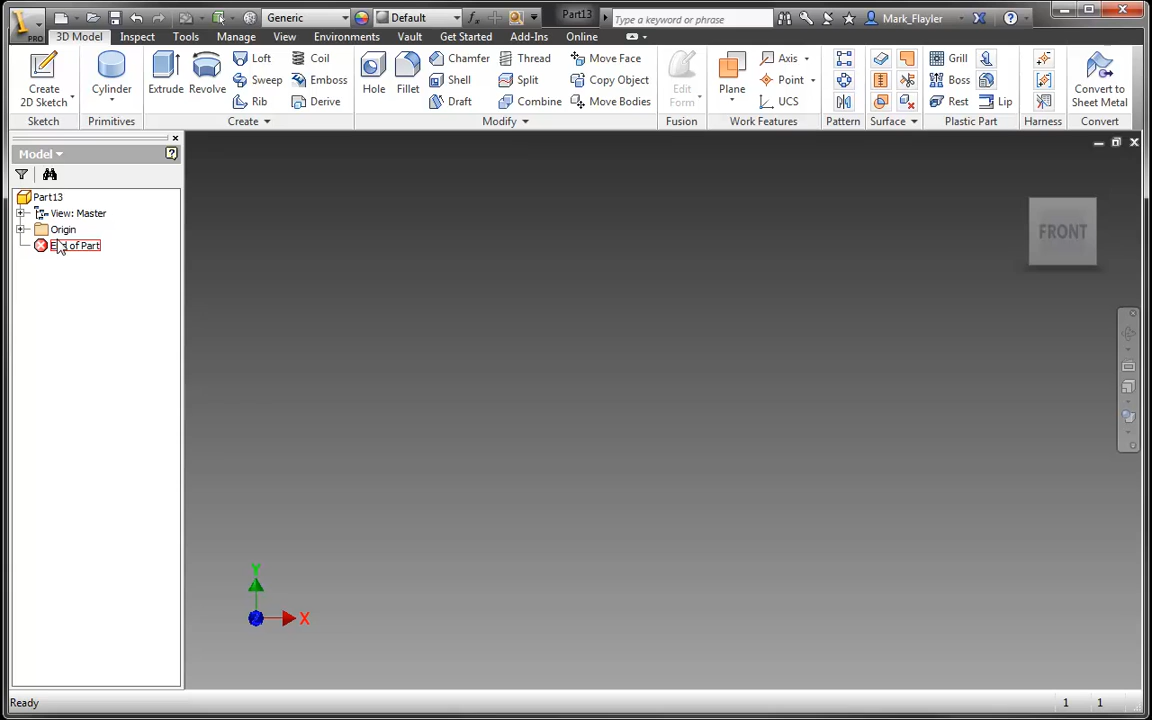 PRO
Generic
Default
fx
Part13
Type a keyword or phrase
Mark_Flayler
3D Model Inspect Tools Manage Environments View Vault Get Started Add-Ins Online
Create
2D Sketch
Cylinder
Extrude
Revolve
Loft
Sweep
Rib
Coil
Emboss
Derive
Hole
Fillet
Chamfer
Shell
Draft
Thread
Split
Combine
Move Face
Copy Object
Move Bodies
Edit
Form
Plane
Axis
Point
UCS
Grill
Boss
Rest
Lip
Convert to
Sheet Metal
Sketch Primitives Create Modify Fusion Work Features Pattern Surface Plastic Part Harness Convert
Model
Part13
View: Master
Origin
End of Part
FRONT
Y
X
Ready 1 1